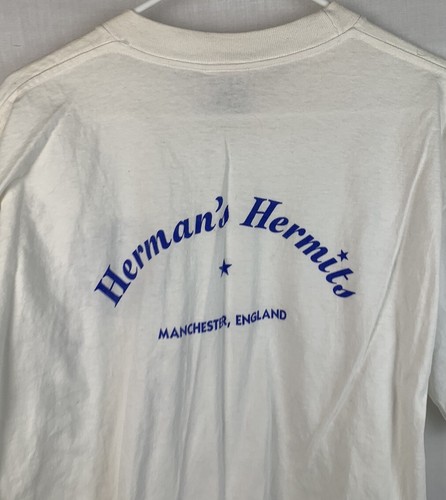 Herman's Hermits
MANCHESTER, ENGLAND